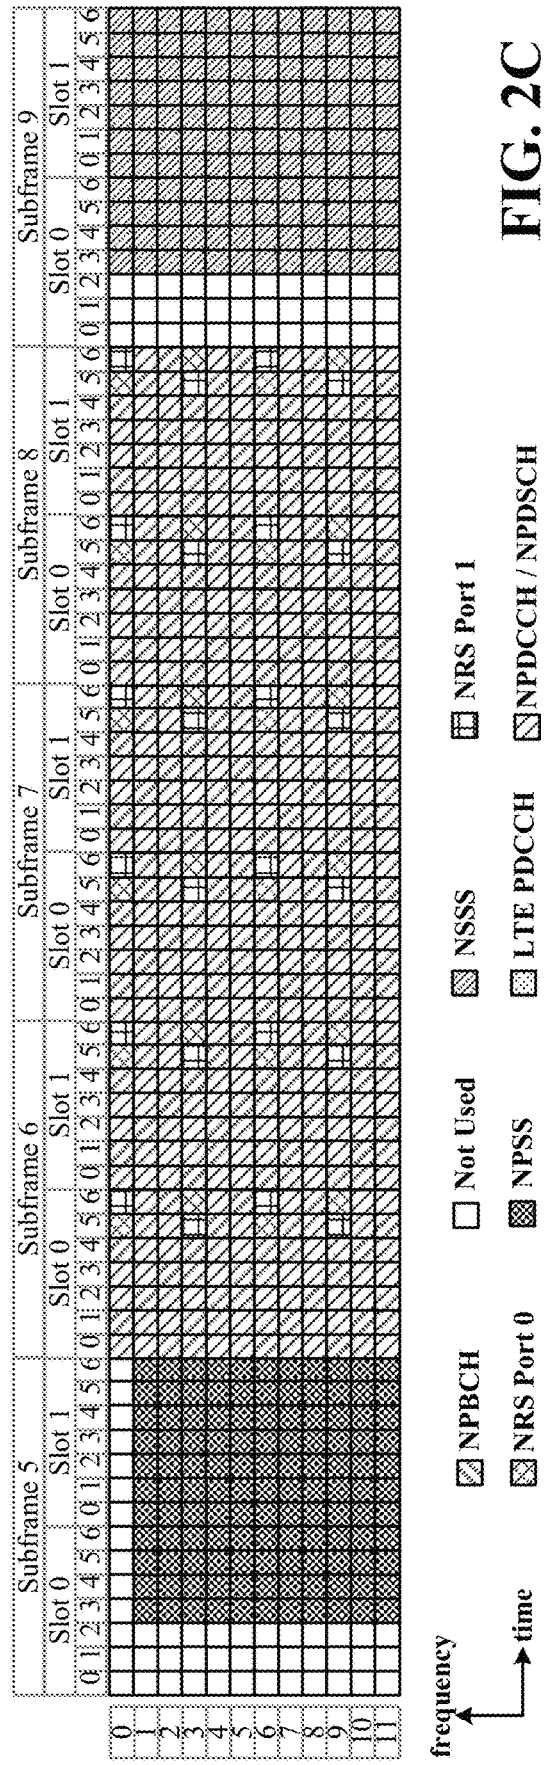 Subframe 5 Subframe 6 Subframe 7 Subframe 8 Subframe 9
Slot 0 Slot 1 Slot 0 Slot 1 Slot 0 Slot 1 Slot 0 Slot 1 Slot 0 Slot 1
0 1 2 3 4 5 6 0 1 2 3 4 5 6 0 1 2 3 4 5 6 0 1 2 3 4 5 6 0 1 2 3 4 5 6 0 1 2 3 4 5 6 0 1 2 3 4 5 6 0 1 2 3 4 5 6 0 1 2 3 4 5 6 0 1 2 3 4 5 6
0
1
2
3
4
5
6
7
8
9
10
11
frequency
time
NPBCH Not Used NSSS NRS Port 1
NRS Port 0 NPSS LTE PDCCH NPDCCH / NPDSCH
FIG. 2C